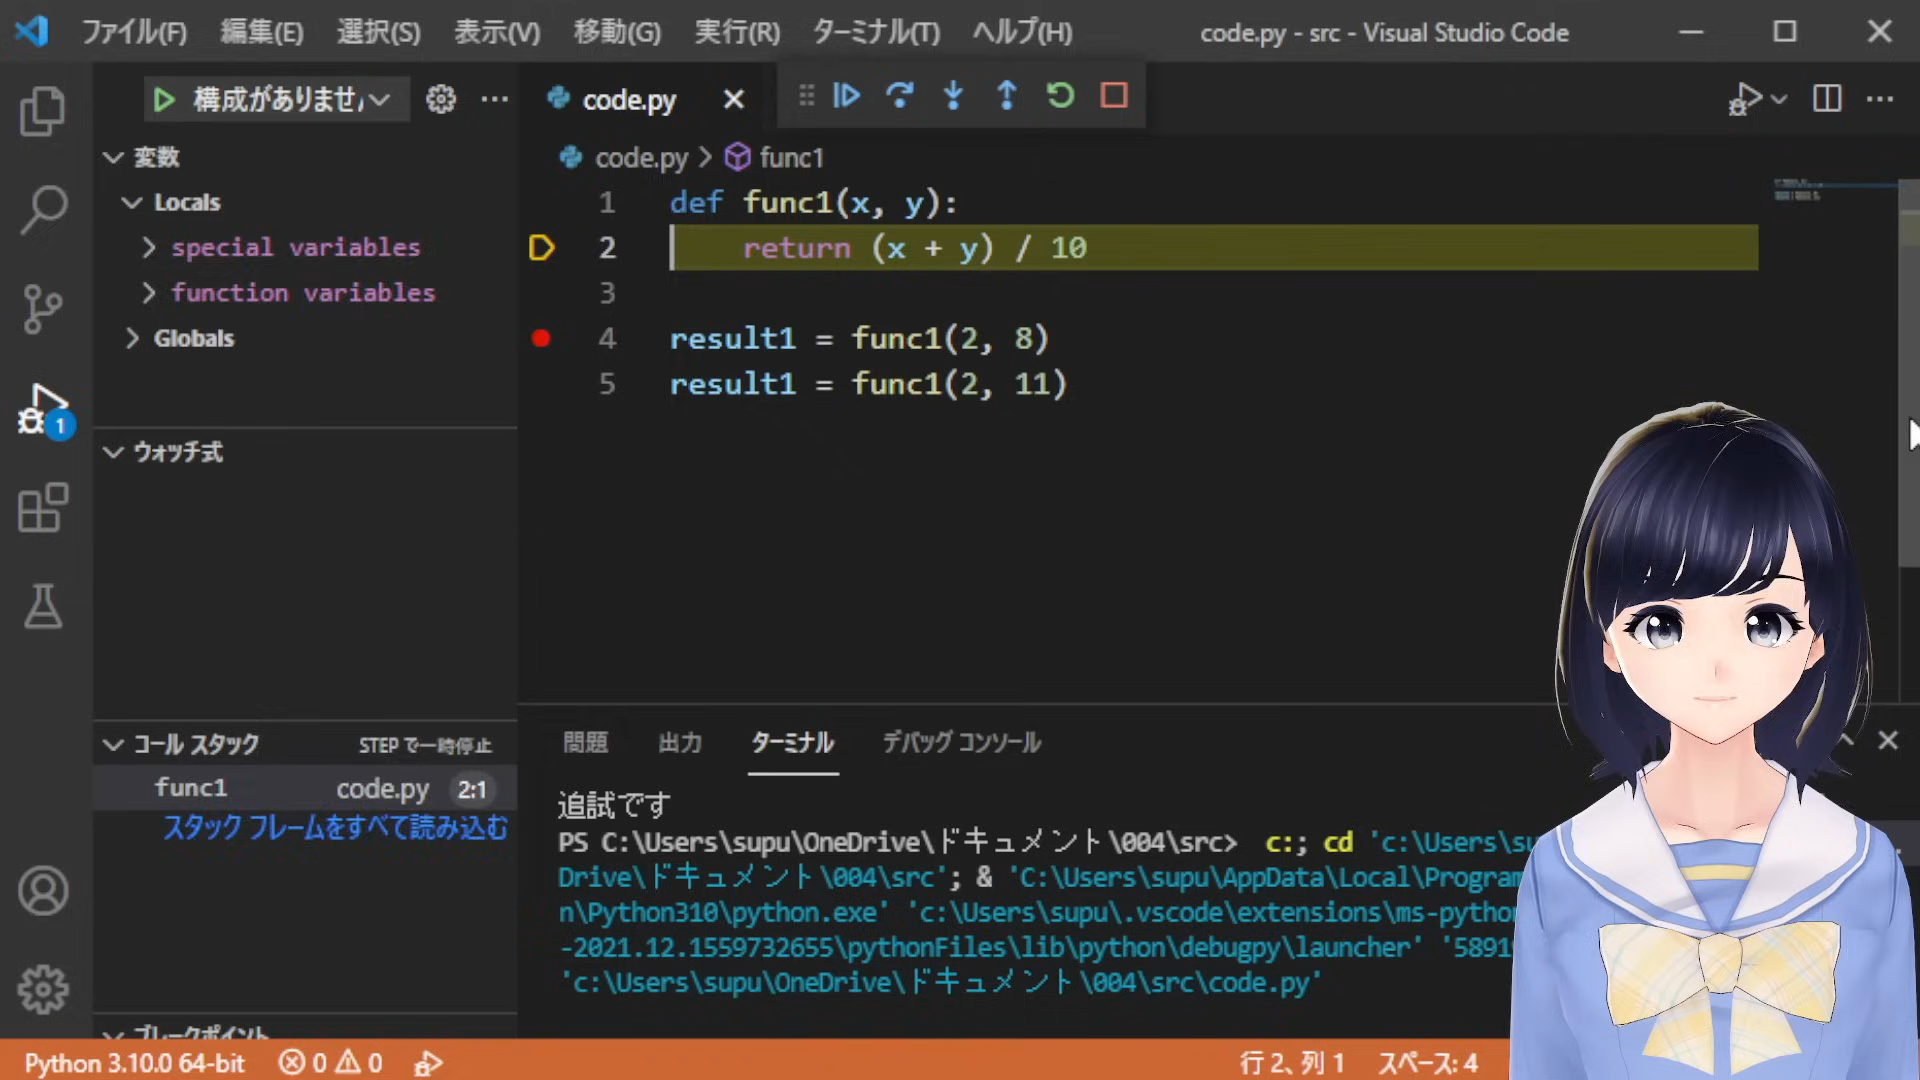 ファイル(F) 編集(E) 選択(S) 表示(V) 移動(G) 実行(R) ターミナル(T) ヘルプ(H) code.py - src - Visual Studio Code
構成がありませ
code.py
変数
Locals
special variables
function variables
Globals
code.py > func1
1 def func1(x, y):
2 return (x + y) / 10
3
4 result1 = func1(2, 8)
5 result1 = func1(2, 11)
1
ウォッチ式
コール スタック STEP で一時停止
func1 code.py 2:1
スタック フレームをすべて読み込む
ブレークポイント
問題 出力 ターミナル デバッグ コンソール
追試です
PS C:\Users\supu\OneDrive\ドキュメント\004\src> c:; cd 'c:\Users\su
Drive\ドキュメント\004\src'; & 'C:\Users\supu\AppData\Local\Program
n\Python310\python.exe' 'c:\Users\supu\.vscode\extensions\ms-python
-2021.12.1559732655\pythonFiles\lib\python\debugpy\launcher' '5891
'c:\Users\supu\OneDrive\ドキュメント\004\src\code.py'
Python 3.10.0 64-bit 0 0 行 2、列 1 スペース: 4